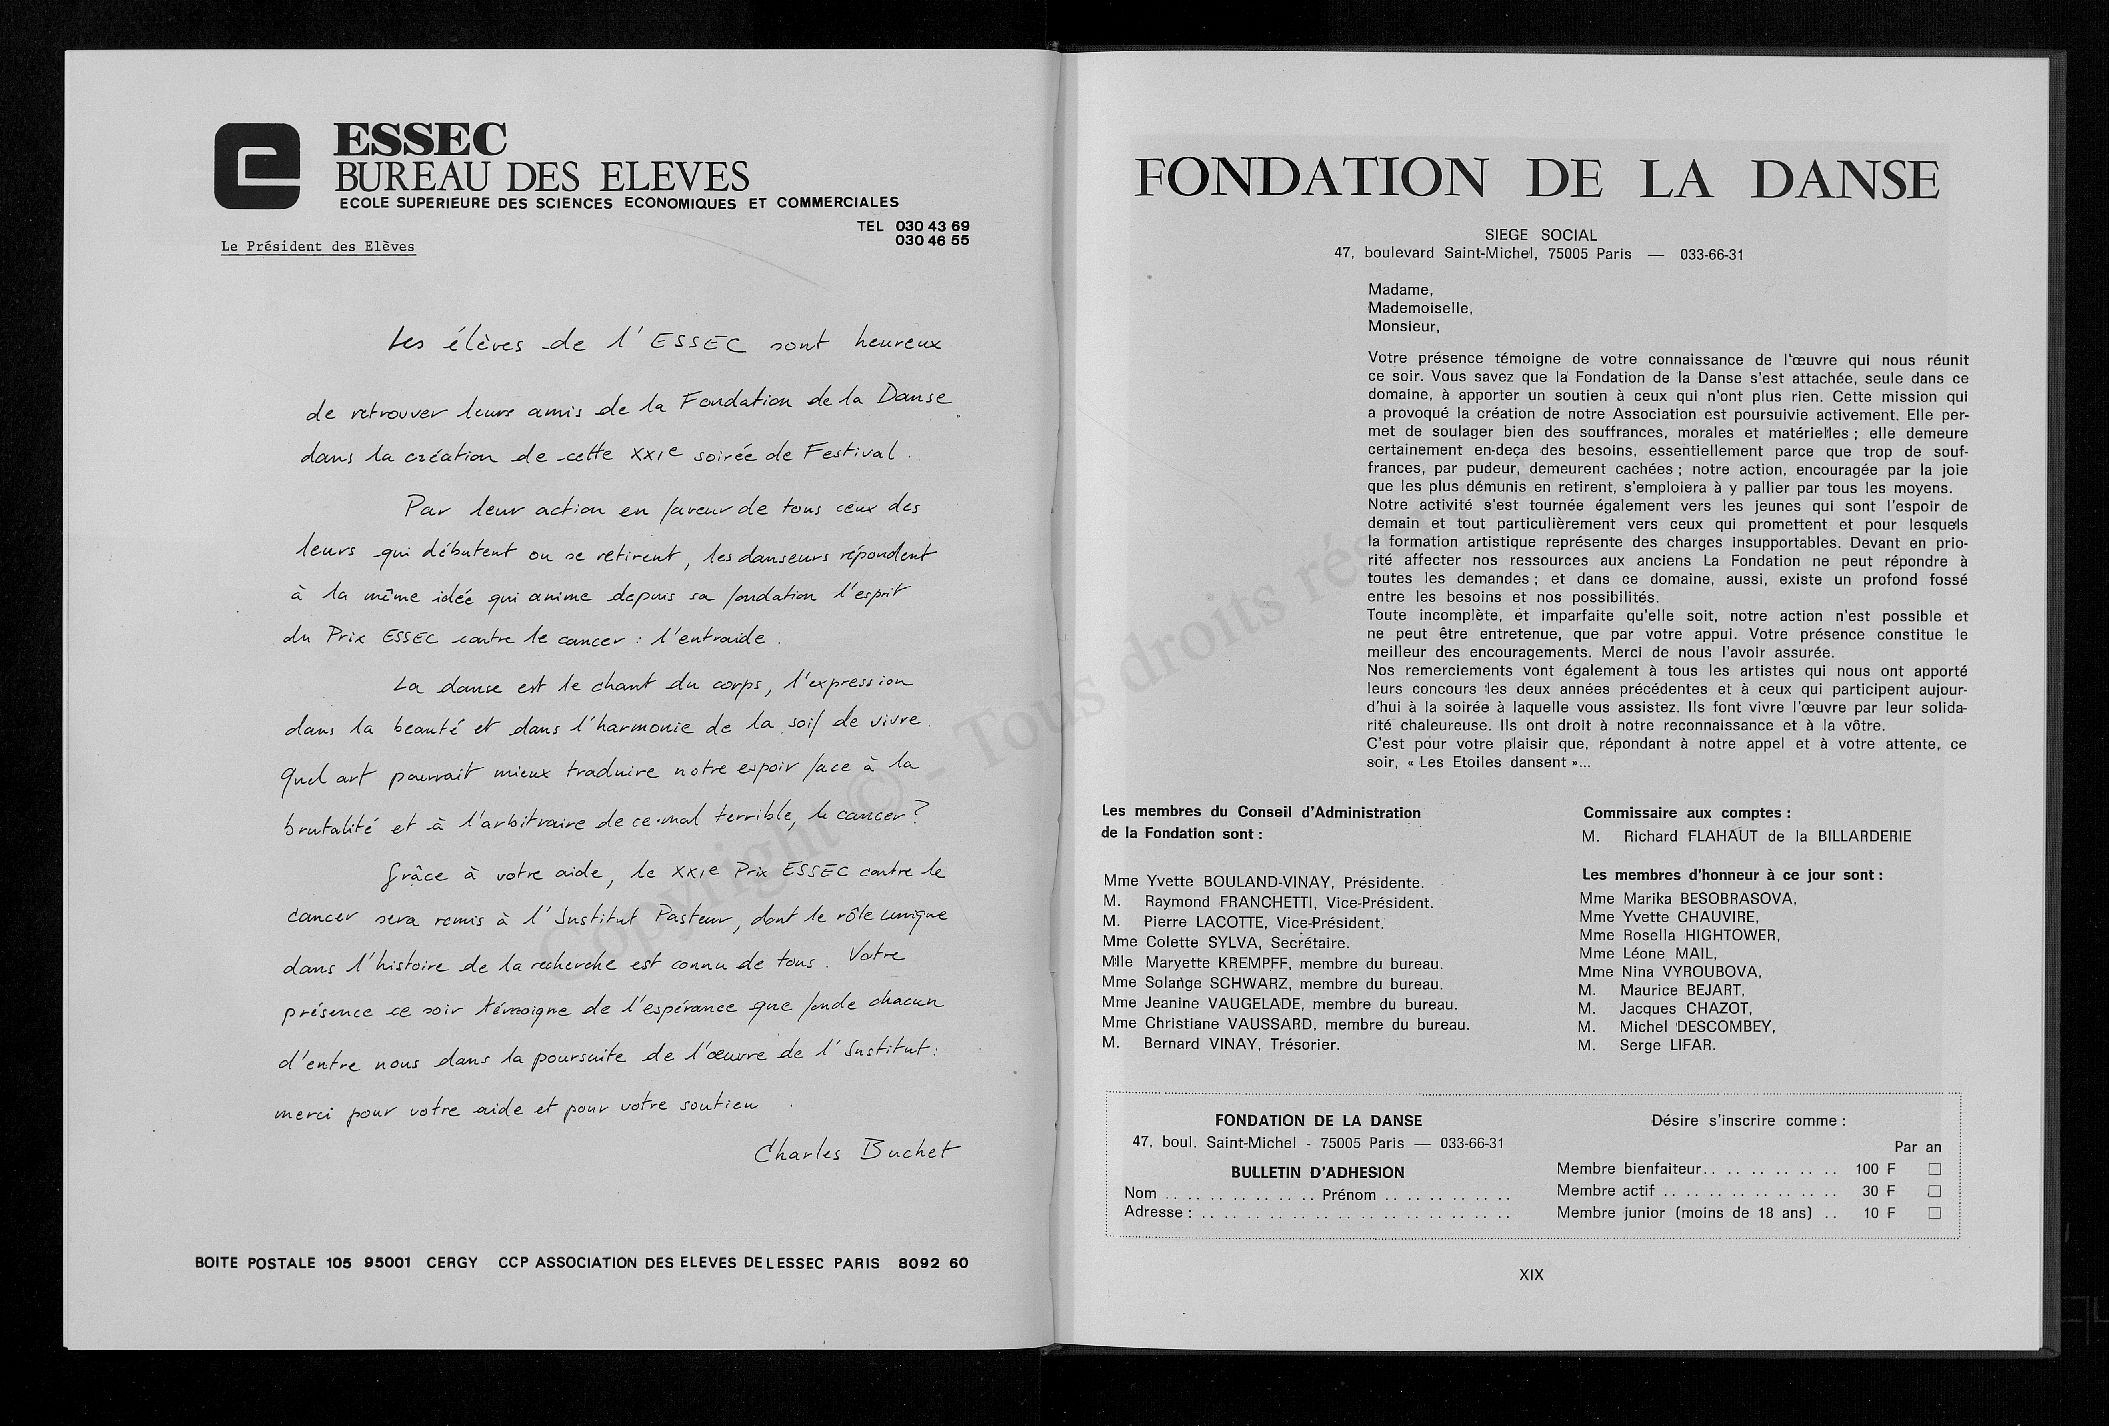 ESSEC
BUREAU DES ELEVES
ECOLE SUPERIEURE DES SCIENCES ECONOMIQUES ET COMMERCIALES
TEL 030 43 69
030 46 55
Le Président des Elèves
Les élèves de l'ESSEC sont heureux
de retrouver leurs amis de la Fondation de la Danse
dans la création de cette XXIe soirée de Festival.
Par leur action en faveur de tous ceux des
leurs qui débutent ou se retirent, les danseurs répondent
à la même idée qui anime depuis sa fondation l'esprit
du Prix ESSEC contre le cancer : l'entraide.
La danse est le chant du corps, l'expression
dans la beauté et dans l'harmonie de la soif de vivre.
Quel art pourrait mieux traduire notre espoir face à la
brutalité et à l'arbitraire de ce mal terrible, le cancer ?
Grâce à votre aide, le XXIe Prix ESSEC contre le
cancer sera remis à l'Institut Pasteur, dont le rôle unique
dans l'histoire de la recherche est connu de tous. Votre
présence ce soir témoigne de l'espérance que fonde chacun
d'entre nous dans la poursuite de l'œuvre de l'Institut :
merci pour votre aide et pour votre soutien.
Charles Buchet
BOITE POSTALE 105 95001 CERGY CCP ASSOCIATION DES ELEVES DE LESSEC PARIS 8092 60
FONDATION DE LA DANSE
SIEGE SOCIAL
47, boulevard Saint-Michel, 75005 Paris — 033-66-31
Madame,
Mademoiselle,
Monsieur,
Votre présence témoigne de votre connaissance de l'œuvre qui nous réunit
ce soir. Vous savez que la Fondation de la Danse s'est attachée, seule dans ce
domaine, à apporter un soutien à ceux qui n'ont plus rien. Cette mission qui
a provoqué la création de notre Association est poursuivie activement. Elle per-
met de soulager bien des souffrances, morales et matérielles ; elle demeure
certainement en-deça des besoins, essentiellement parce que trop de souf-
frances, par pudeur, demeurent cachées ; notre action, encouragée par la joie
que les plus démunis en retirent, s'emploiera à y pallier par tous les moyens.
Notre activité s'est tournée également vers les jeunes qui sont l'espoir de
demain et tout particulièrement vers ceux qui promettent et pour lesquels
la formation artistique représente des charges insupportables. Devant en prio-
rité affecter nos ressources aux anciens La Fondation ne peut répondre à
toutes les demandes ; et dans ce domaine, aussi, existe un profond fossé
entre les besoins et nos possibilités.
Toute incomplète, et imparfaite qu'elle soit, notre action n'est possible et
ne peut être entretenue, que par votre appui. Votre présence constitue le
meilleur des encouragements. Merci de nous l'avoir assurée.
Nos remerciements vont également à tous les artistes qui nous ont apporté
leurs concours les deux années précédentes et à ceux qui participent aujour-
d'hui à la soirée à laquelle vous assistez. Ils font vivre l'œuvre par leur solida-
rité chaleureuse. Ils ont droit à notre reconnaissance et à la vôtre.
C'est pour votre plaisir que, répondant à notre appel et à votre attente, ce
soir, « Les Etoiles dansent »...
Les membres du Conseil d'Administration
de la Fondation sont :
Mme Yvette BOULAND-VINAY, Présidente.
M. Raymond FRANCHETTI, Vice-Président.
M. Pierre LACOTTE, Vice-Président.
Mme Colette SYLVA, Secrétaire.
Mlle Maryette KREMPFF, membre du bureau.
Mme Solange SCHWARZ, membre du bureau.
Mme Jeanine VAUGELADE, membre du bureau.
Mme Christiane VAUSSARD, membre du bureau.
M. Bernard VINAY, Trésorier.
Commissaire aux comptes :
M. Richard FLAHAUT de la BILLARDERIE
Les membres d'honneur à ce jour sont :
Mme Marika BESOBRASOVA,
Mme Yvette CHAUVIRE,
Mme Rosella HIGHTOWER,
Mme Léone MAIL,
Mme Nina VYROUBOVA,
M. Maurice BEJART,
M. Jacques CHAZOT,
M. Michel DESCOMBEY,
M. Serge LIFAR.
FONDATION DE LA DANSE
47, boul. Saint-Michel - 75005 Paris — 033-66-31
BULLETIN D'ADHESION
Nom .. .. .. .. .. .. .. Prénom .. .. .. .. .. ..
Adresse : .. .. .. .. .. .. .. .. .. .. .. .. .. ..
Désire s'inscrire comme :
Par an
Membre bienfaiteur.. .. .. .. .. .. 100 F □
Membre actif .. .. .. .. .. .. .. .. 30 F □
Membre junior (moins de 18 ans) .. 10 F □
XIX
Copyright © - Tous droits rés